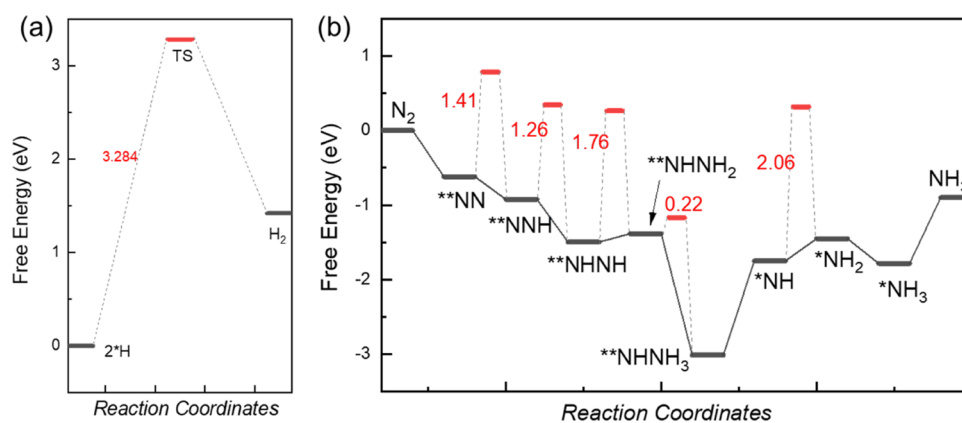 (a)
Free Energy (eV)
3
2
1
0
TS
3.284
H₂
2*H
Reaction Coordinates
(b)
Free Energy (eV)
1
0
-1
-2
-3
N₂
1.41
1.26
1.76
**NHNH₂
0.22
2.06
**NN
**NNH
**NHNH
**NHNH₃
*NH
*NH₂
*NH₃
Reaction Coordinates